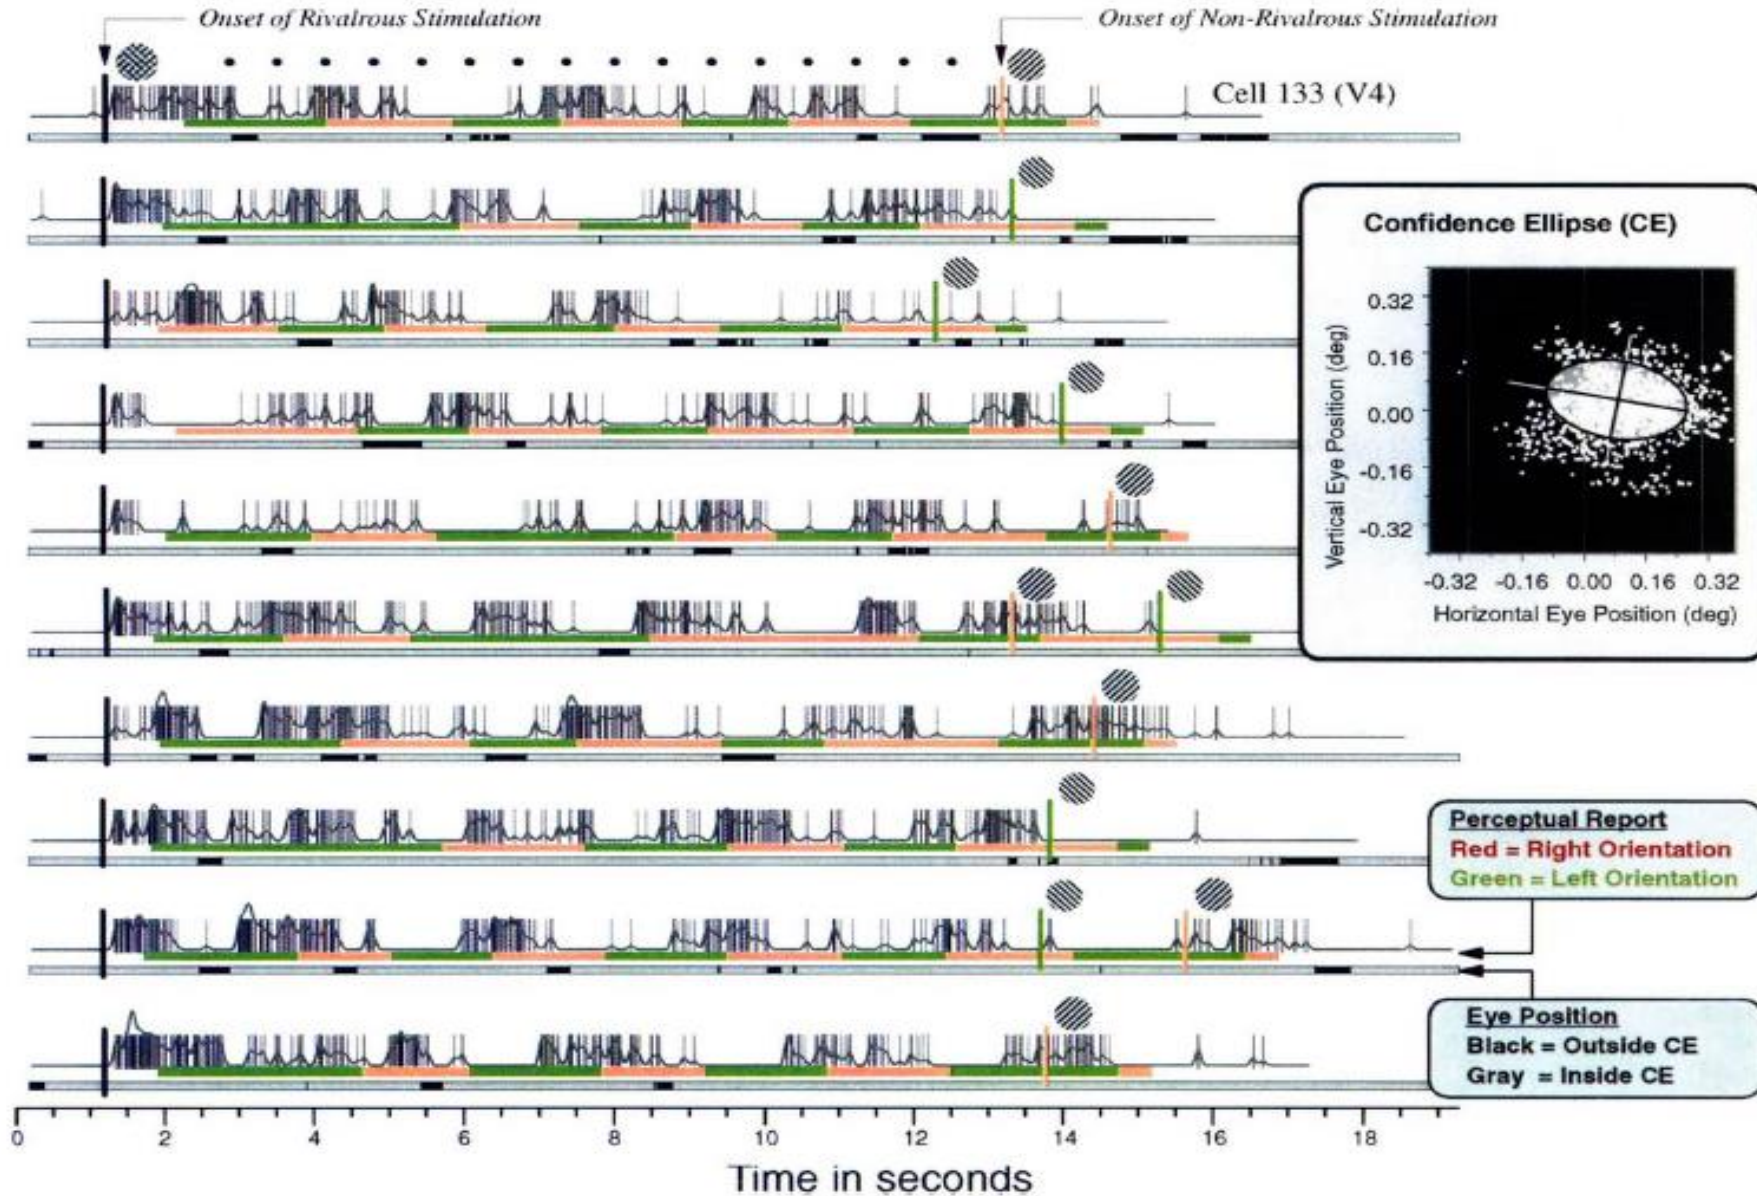 Onset of Rivalrous Stimulation
Onset of Non-Rivalrous Stimulation
Cell 133 (V4)
Confidence Ellipse (CE)
Vertical Eye Position (deg)
0.32
0.16
0.00
-0.16
-0.32
-0.32 -0.16 0.00 0.16 0.32
Horizontal Eye Position (deg)
Perceptual Report
Red = Right Orientation
Green = Left Orientation
Eye Position
Black = Outside CE
Gray = Inside CE
0 2 4 6 8 10 12 14 16 18
Time in seconds